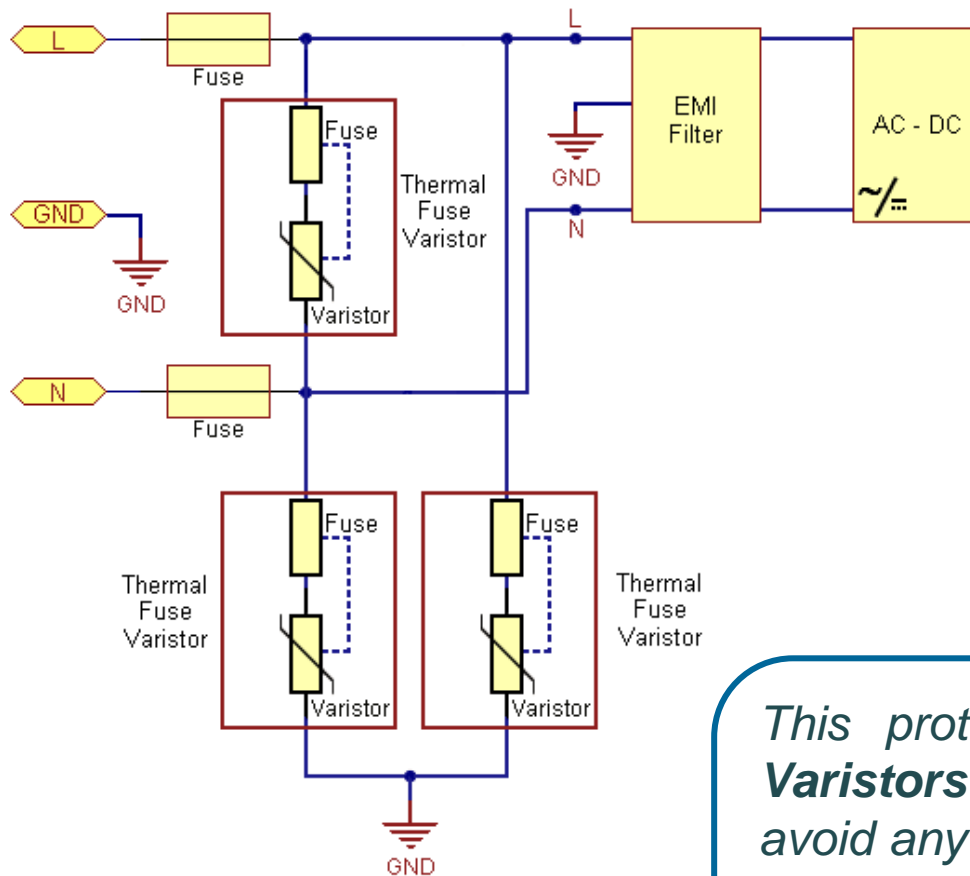 L
Fuse
L
EMI
Filter
AC - DC
~/=
Fuse
Thermal
Fuse
Varistor
GND
GND
GND
N
Varistor
N
Fuse
Fuse
Fuse
Thermal
Fuse
Varistor
Thermal
Fuse
Varistor
Varistor
Varistor
GND
This prot
Varistors
avoid any